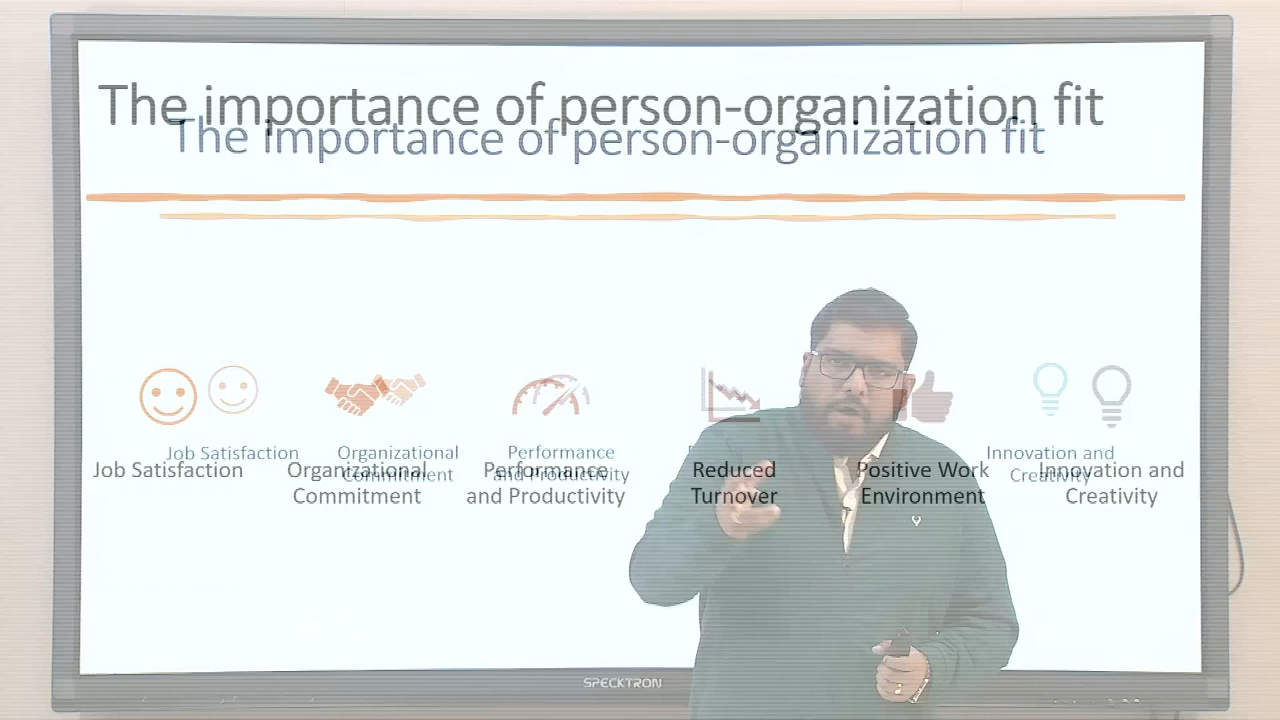 The importance of person-organization fit
The importance of person-organization fit
Job Satisfaction
Organizational
Commitment
Performance
and Productivity
Innovation and
Creativity
Job Satisfaction
Organizational
Commitment
Performance
and Productivity
Reduced
Turnover
Positive Work
Environment
Innovation and
Creativity
SPECKTRON